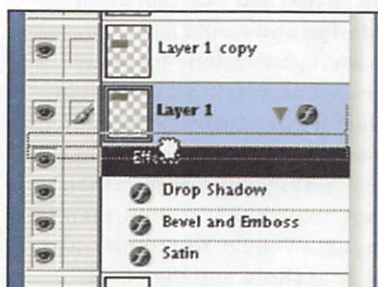 Layer 1 copy
Layer 1
Effects
Drop Shadow
Bevel and Emboss
Satin